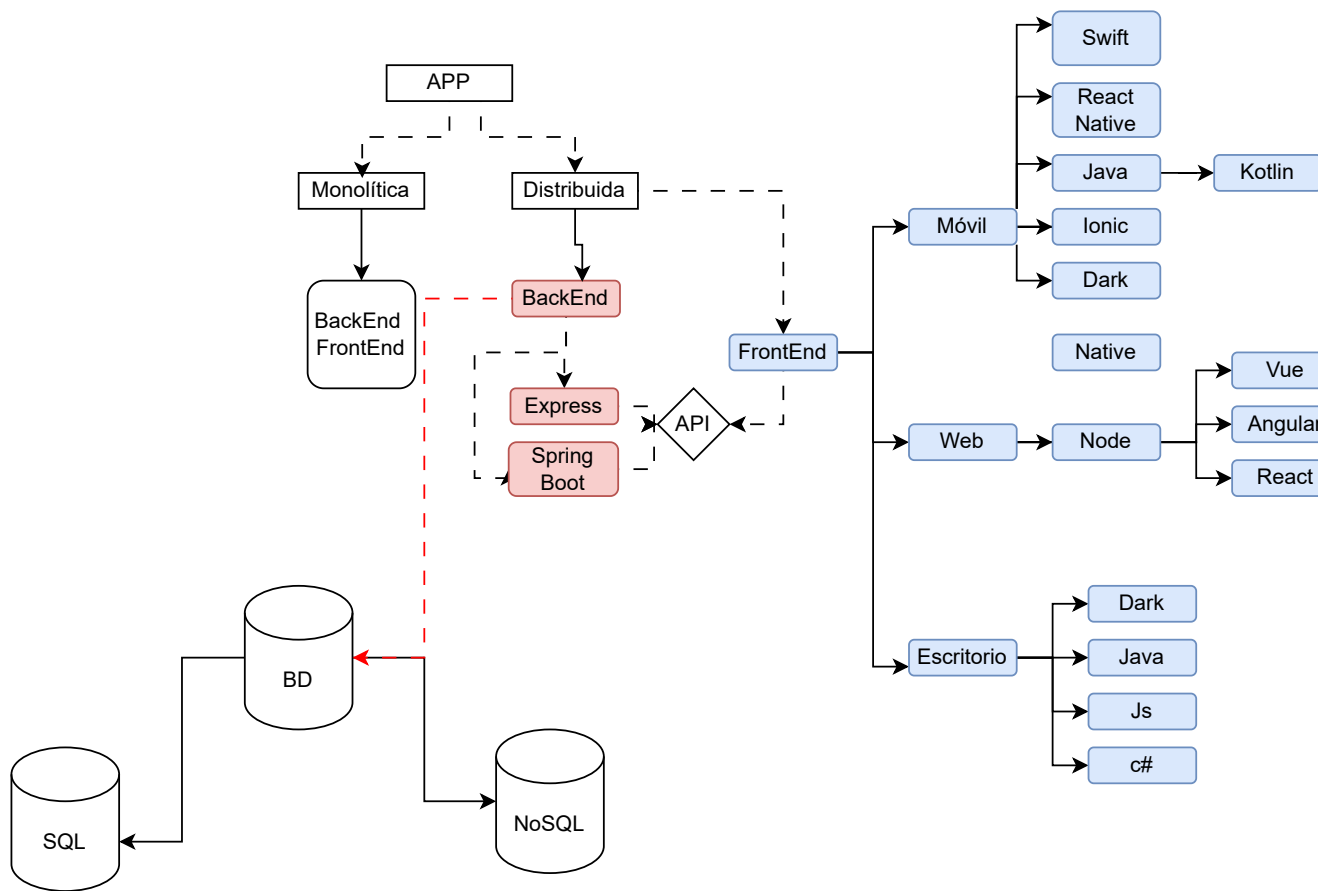 Swift
APP
React
Native
Monolítica
Distribuida
Java
Kotlin
Móvil
Ionic
Dark
BackEnd
BackEnd
FrontEnd
FrontEnd
Native
Vue
Express
API
Web
Node
Angular
Spring
Boot
React
Dark
BD
Escritorio
Java
Js
c#
SQL
NoSQL